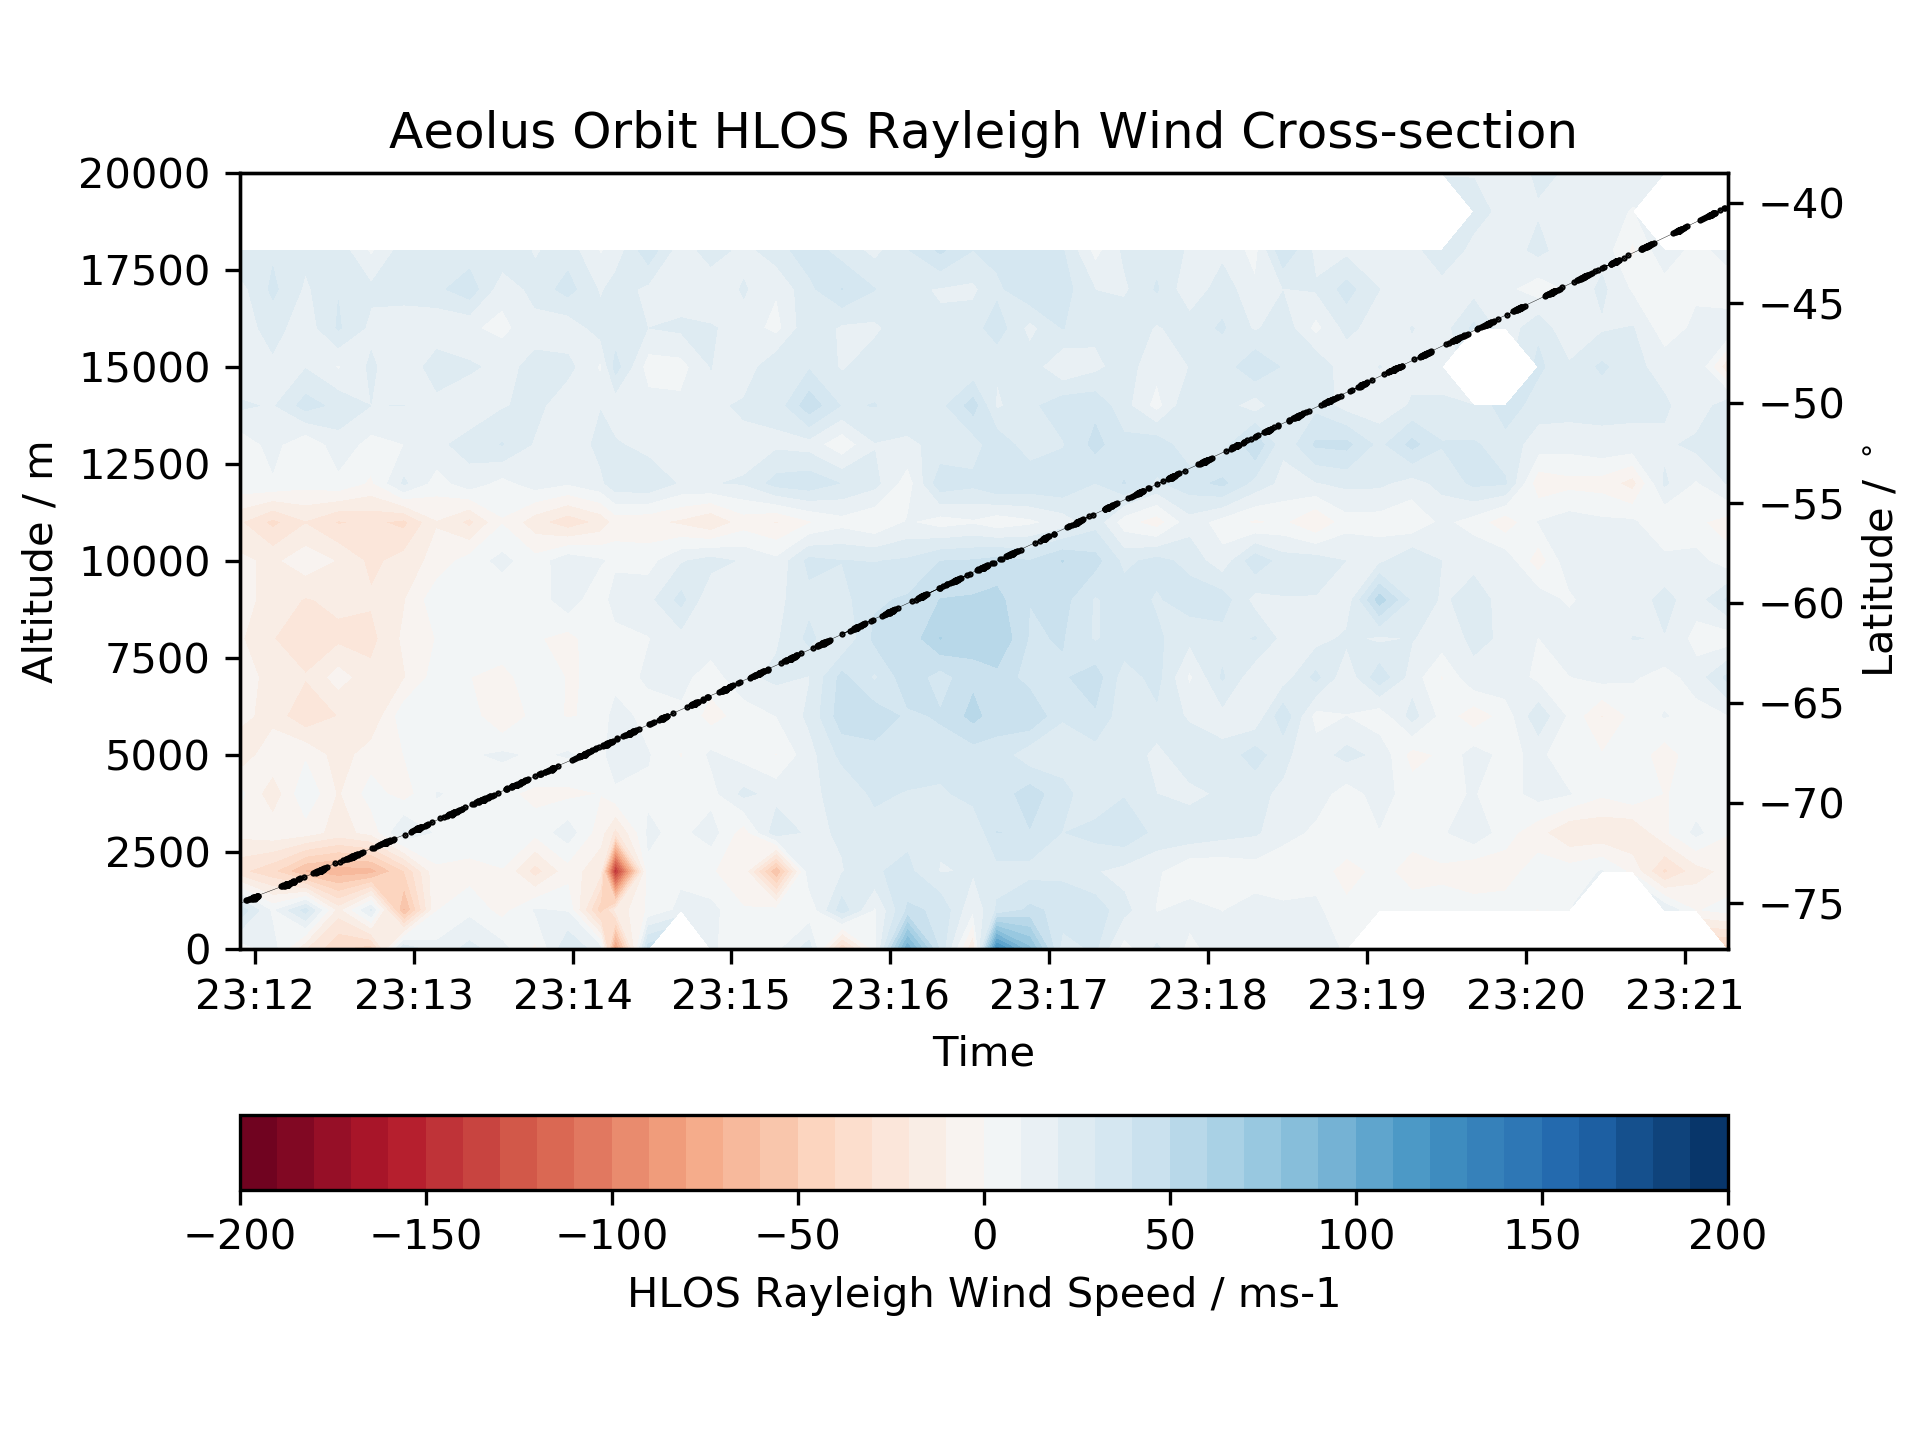 Aeolus Orbit HLOS Rayleigh Wind Cross-section
20000
17500
15000
12500
10000
7500
5000
2500
0
Altitude / m
−40
−45
−50
−55
−60
−65
−70
−75
Latitude / °
23:12 23:13 23:14 23:15 23:16 23:17 23:18 23:19 23:20 23:21
Time
−200 −150 −100 −50 0 50 100 150 200
HLOS Rayleigh Wind Speed / ms-1